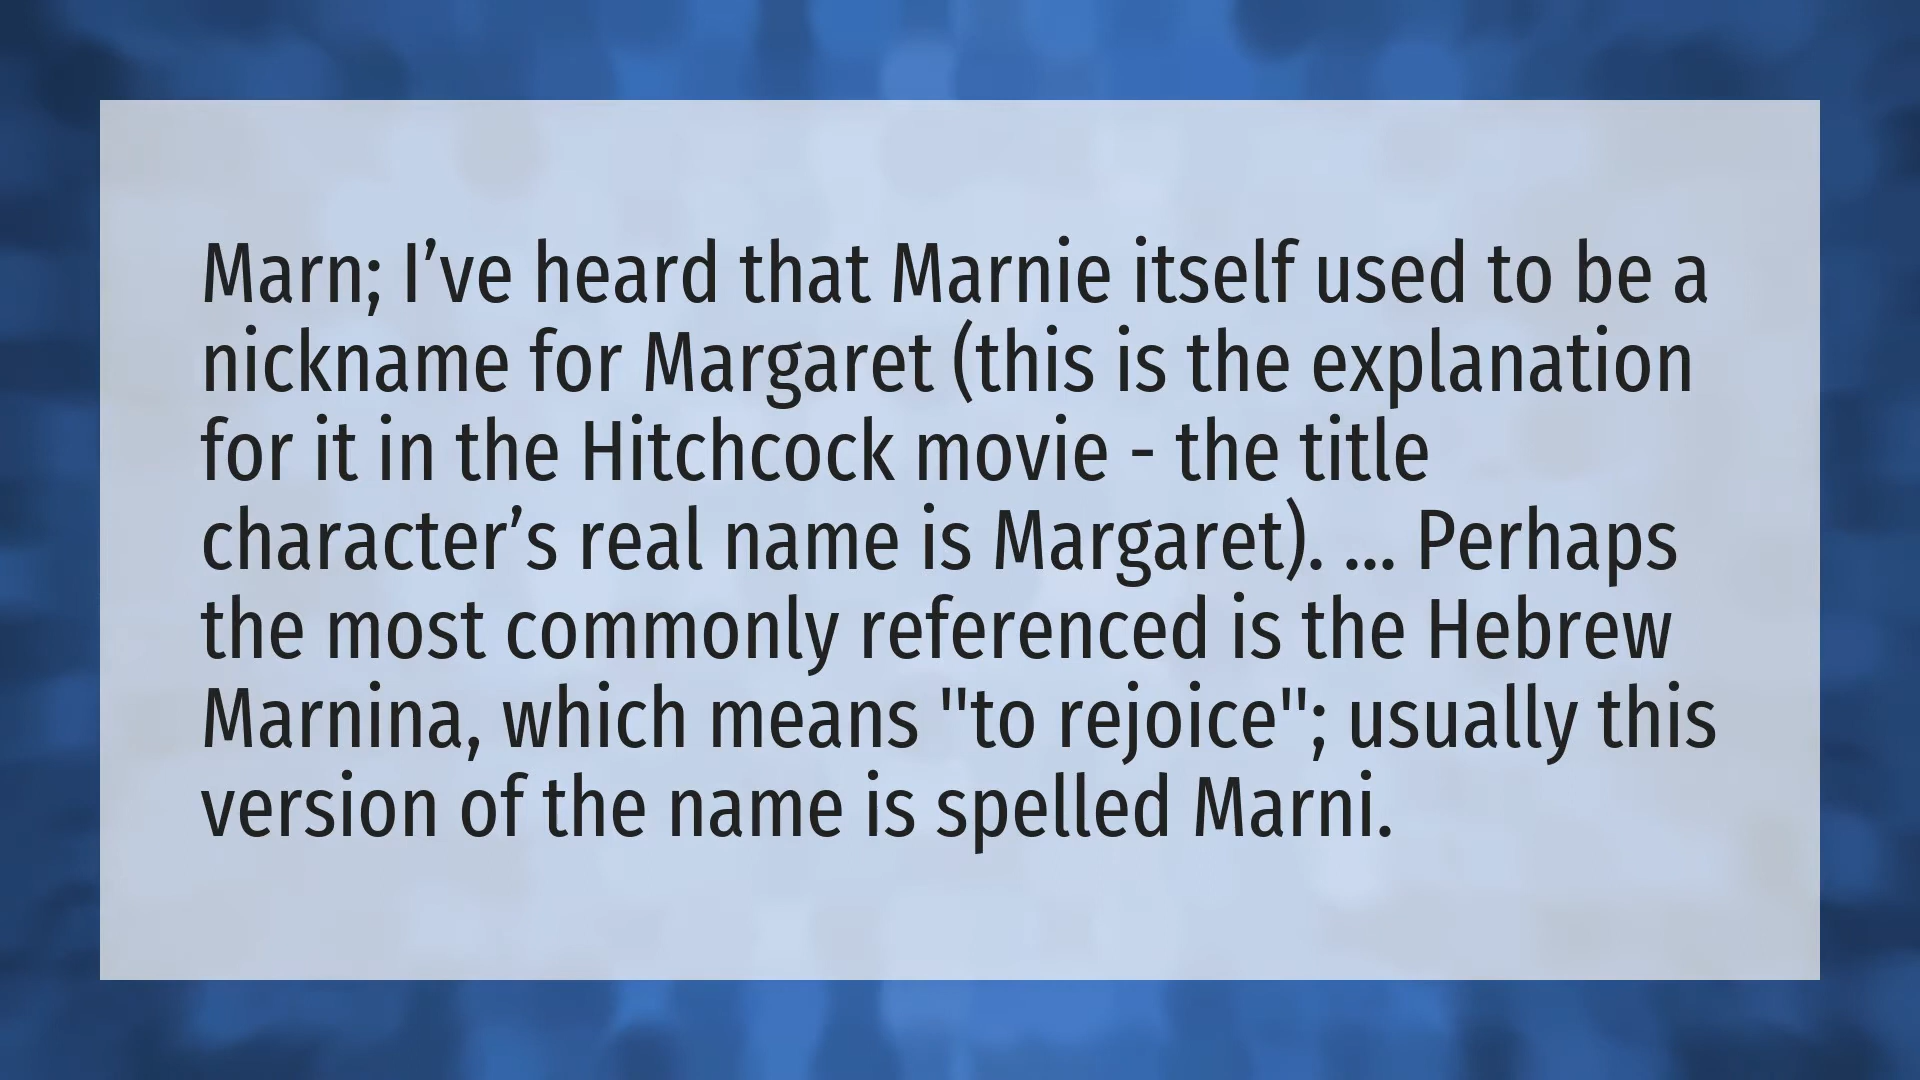 Marn; I’ve heard that Marnie itself used to be a
nickname for Margaret (this is the explanation
for it in the Hitchcock movie - the title
character’s real name is Margaret). ... Perhaps
the most commonly referenced is the Hebrew
Marnina, which means "to rejoice"; usually this
version of the name is spelled Marni.